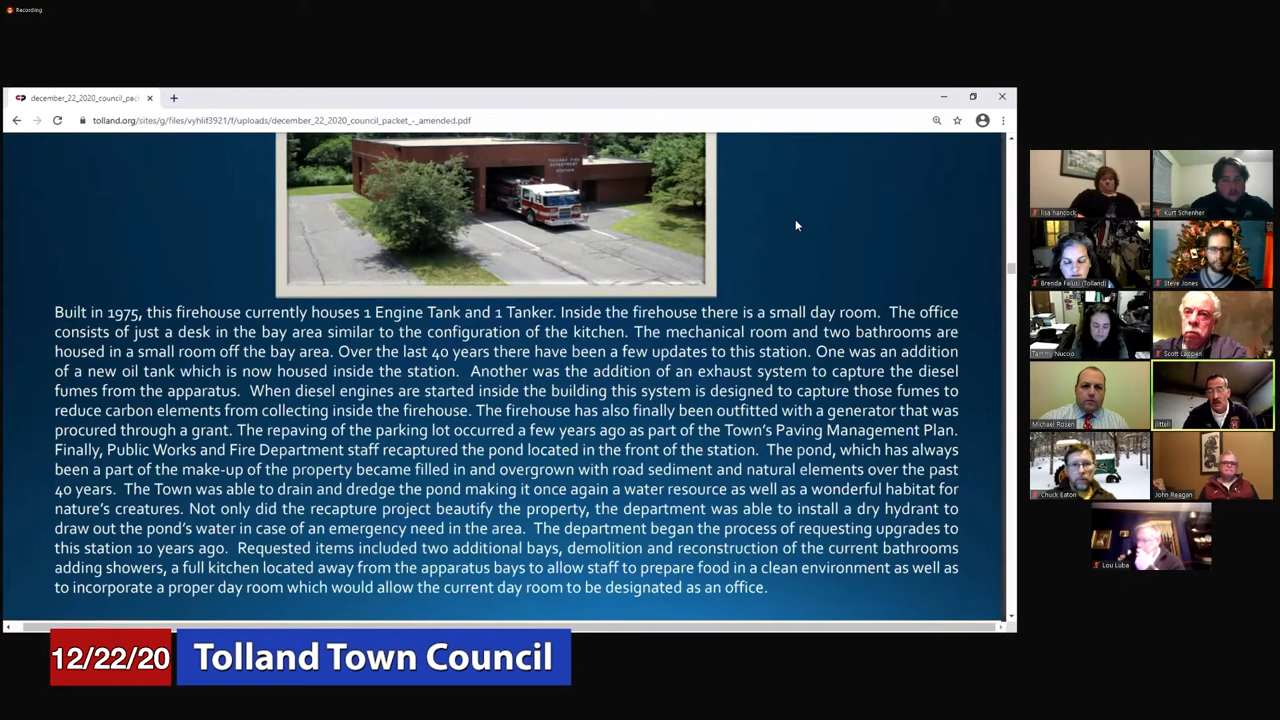 Recording
december_22_2020_council_pac
tolland.org/sites/g/files/vyhlif3921/f/uploads/december_22_2020_council_packet_-_amended.pdf
TOLLAND FIRE
DEPARTMENT
STATION
Built in 1975, this firehouse currently houses 1 Engine Tank and 1 Tanker. Inside the firehouse there is a small day room. The office
consists of just a desk in the bay area similar to the configuration of the kitchen. The mechanical room and two bathrooms are
housed in a small room off the bay area. Over the last 40 years there have been a few updates to this station. One was an addition
of a new oil tank which is now housed inside the station. Another was the addition of an exhaust system to capture the diesel
fumes from the apparatus. When diesel engines are started inside the building this system is designed to capture those fumes to
reduce carbon elements from collecting inside the firehouse. The firehouse has also finally been outfitted with a generator that was
procured through a grant. The repaving of the parking lot occurred a few years ago as part of the Town's Paving Management Plan.
Finally, Public Works and Fire Department staff recaptured the pond located in the front of the station. The pond, which has always
been a part of the make-up of the property became filled in and overgrown with road sediment and natural elements over the past
40 years. The Town was able to drain and dredge the pond making it once again a water resource as well as a wonderful habitat for
nature's creatures. Not only did the recapture project beautify the property, the department was able to install a dry hydrant to
draw out the pond's water in case of an emergency need in the area. The department began the process of requesting upgrades to
this station 10 years ago. Requested items included two additional bays, demolition and reconstruction of the current bathrooms
adding showers, a full kitchen located away from the apparatus bays to allow staff to prepare food in a clean environment as well as
to incorporate a proper day room which would allow the current day room to be designated as an office.
lisa hancock
Kurt Schenher
Brenda Falusi (Tolland)
Steve Jones
Tammy Nuccio
Scott Lappen
Michael Rosen
jlittell
Chuck Eaton
John Reagan
Lou Luba
12/22/20
Tolland Town Council